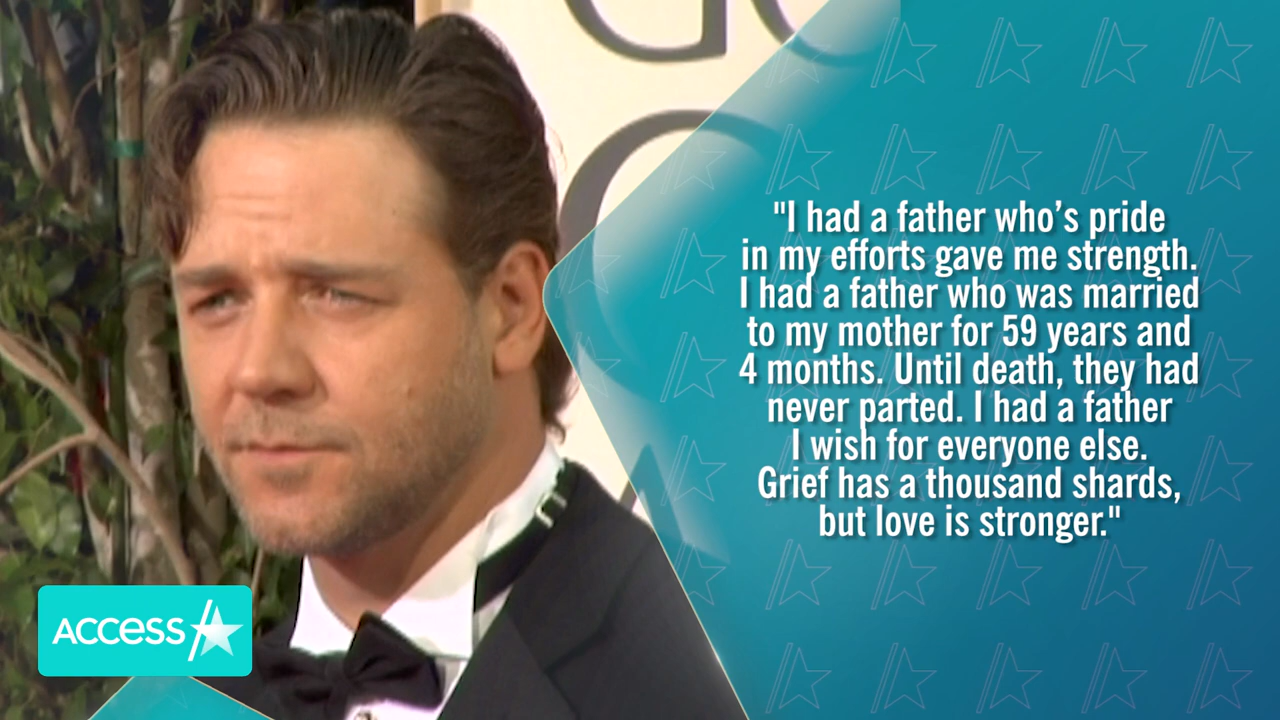 GO
"I had a father who’s pride
in my efforts gave me strength.
I had a father who was married
to my mother for 59 years and
4 months. Until death, they had
never parted. I had a father
I wish for everyone else.
Grief has a thousand shards,
but love is stronger."
ACCESS